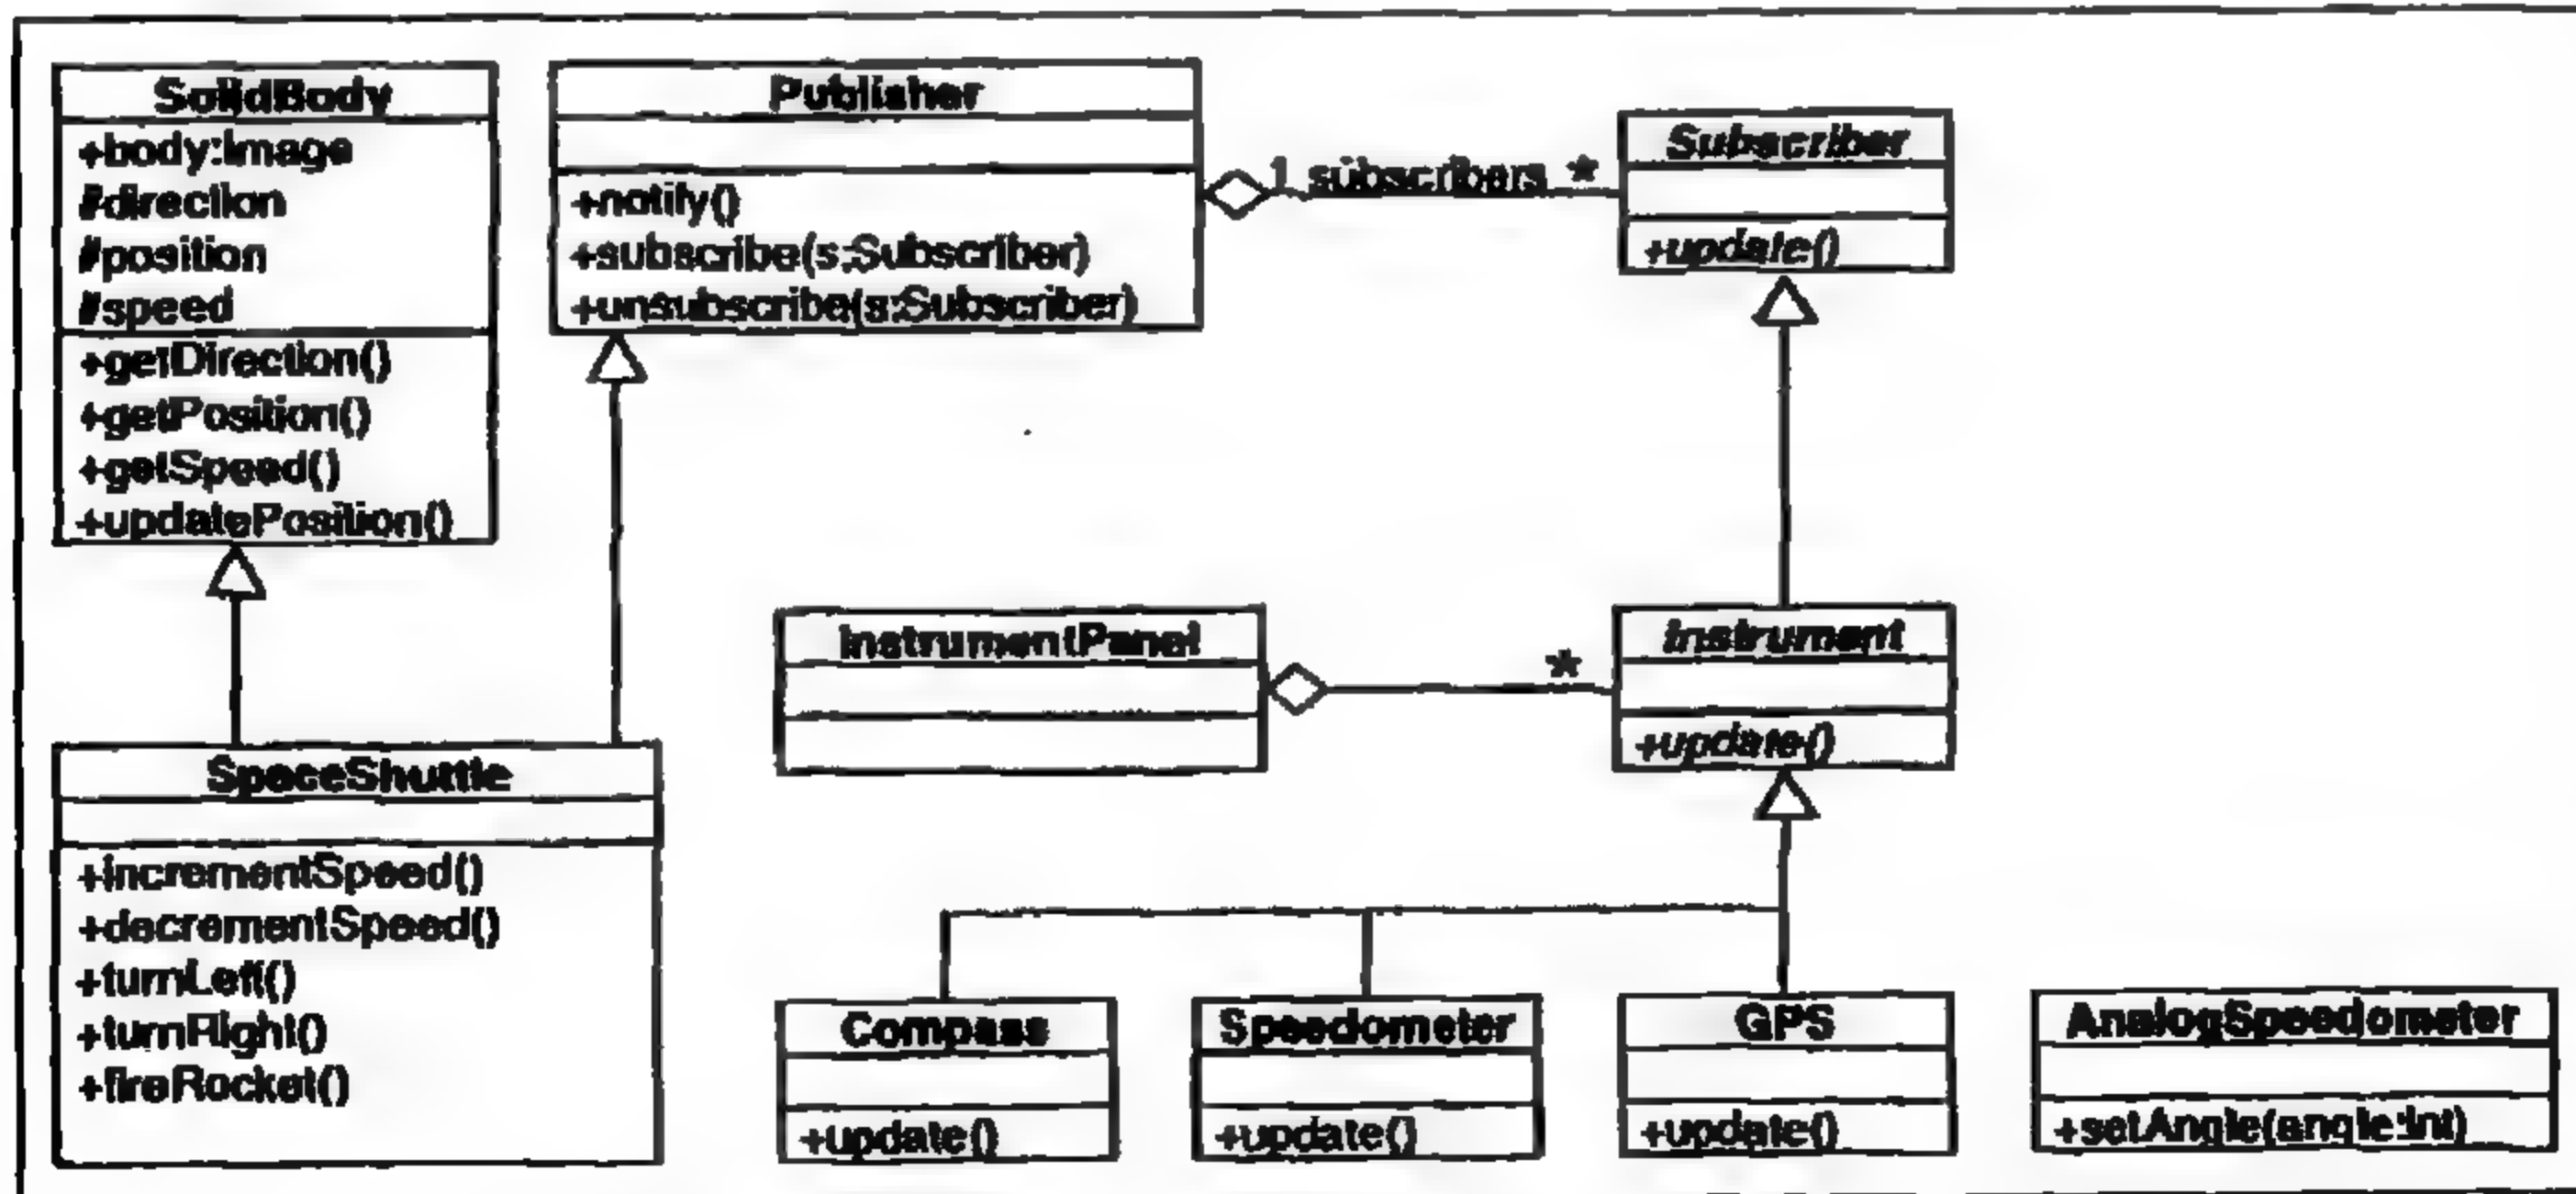 SolidBody
+body:Image
#direction
#position
#speed
+getDirection()
+getPosition()
+getSpeed()
+updatePosition()
Publisher
+notify()
+subscribe(s:Subscriber)
+unsubscribe(s:Subscriber)
1 subscribers *
Subscriber
+update()
InstrumentPanel
*
Instrument
+update()
SpaceShuttle
+incrementSpeed()
+decrementSpeed()
+turnLeft()
+turnRight()
+fireRocket()
Compass
+update()
Speedometer
+update()
GPS
+update()
AnalogSpeedometer
+setAngle(angle:int)